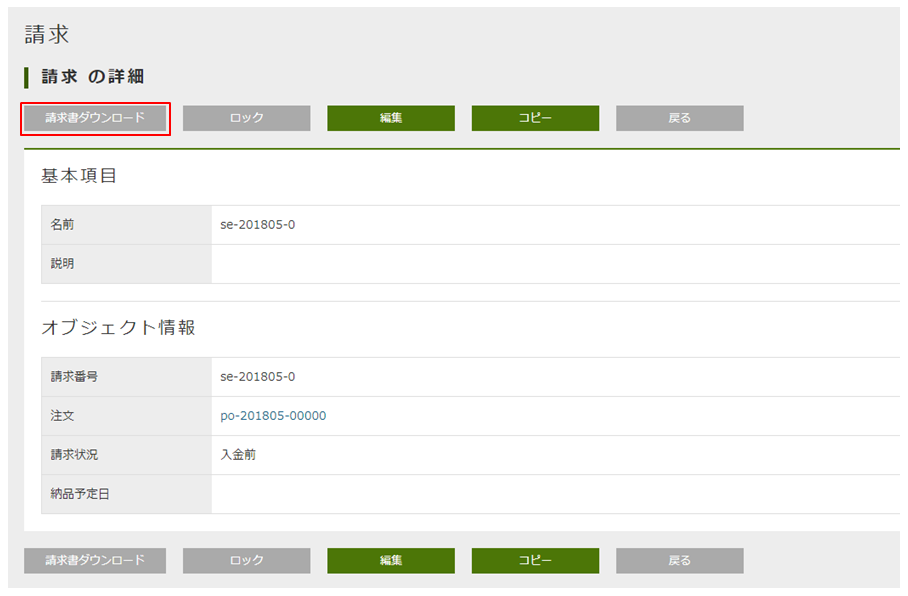 請求
請求 の詳細
請求書ダウンロード ロック 編集 コピー 戻る
基本項目
名前 se-201805-0
説明
オブジェクト情報
請求番号 se-201805-0
注文 po-201805-00000
請求状況 入金前
納品予定日
請求書ダウンロード ロック 編集 コピー 戻る